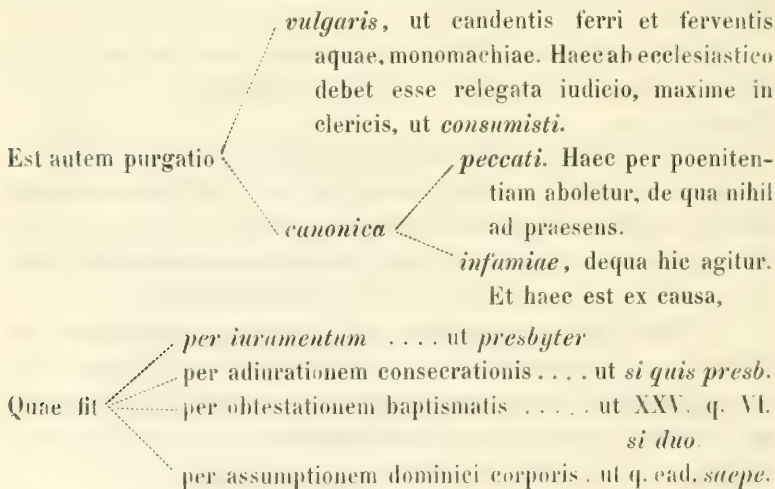 vulgaris, ut candentis ferri et ferventis
aquae, monomachiae. Haec ab ecclesiastico
debet esse relegata iudicio, maxime in
clericis, ut consumisti.
Est autem purgatio
peccati. Haec per poeniten-
tiam aboletur, de qua nihil
ad praesens.
canonica
infamiae, de qua hic agitur.
Et haec est ex causa,
per iuramentum .... ut presbyter
per adiurationem consecrationis .... ut si quis presb.
Quae fit
per obtestationem baptismatis ..... ut XXV. q. VI.
si duo.
per assumptionem dominici corporis . ut q. ead. saepe.